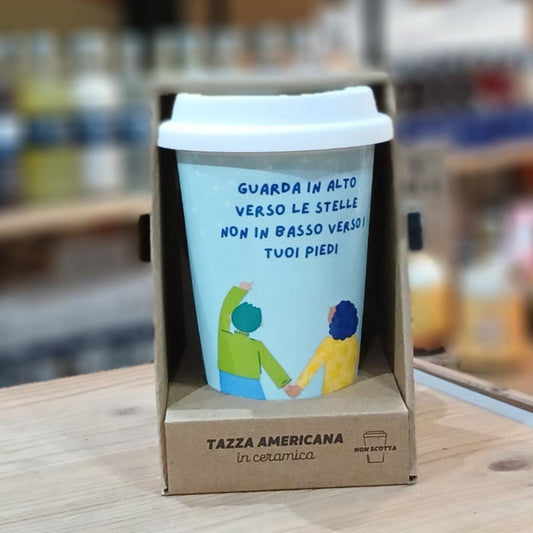 GUARDA IN ALTO
VERSO LE STELLE
NON IN BASSO VERSO I
TUOI PIEDI
TAZZA AMERICANA
in ceramica
NON SCOTTA